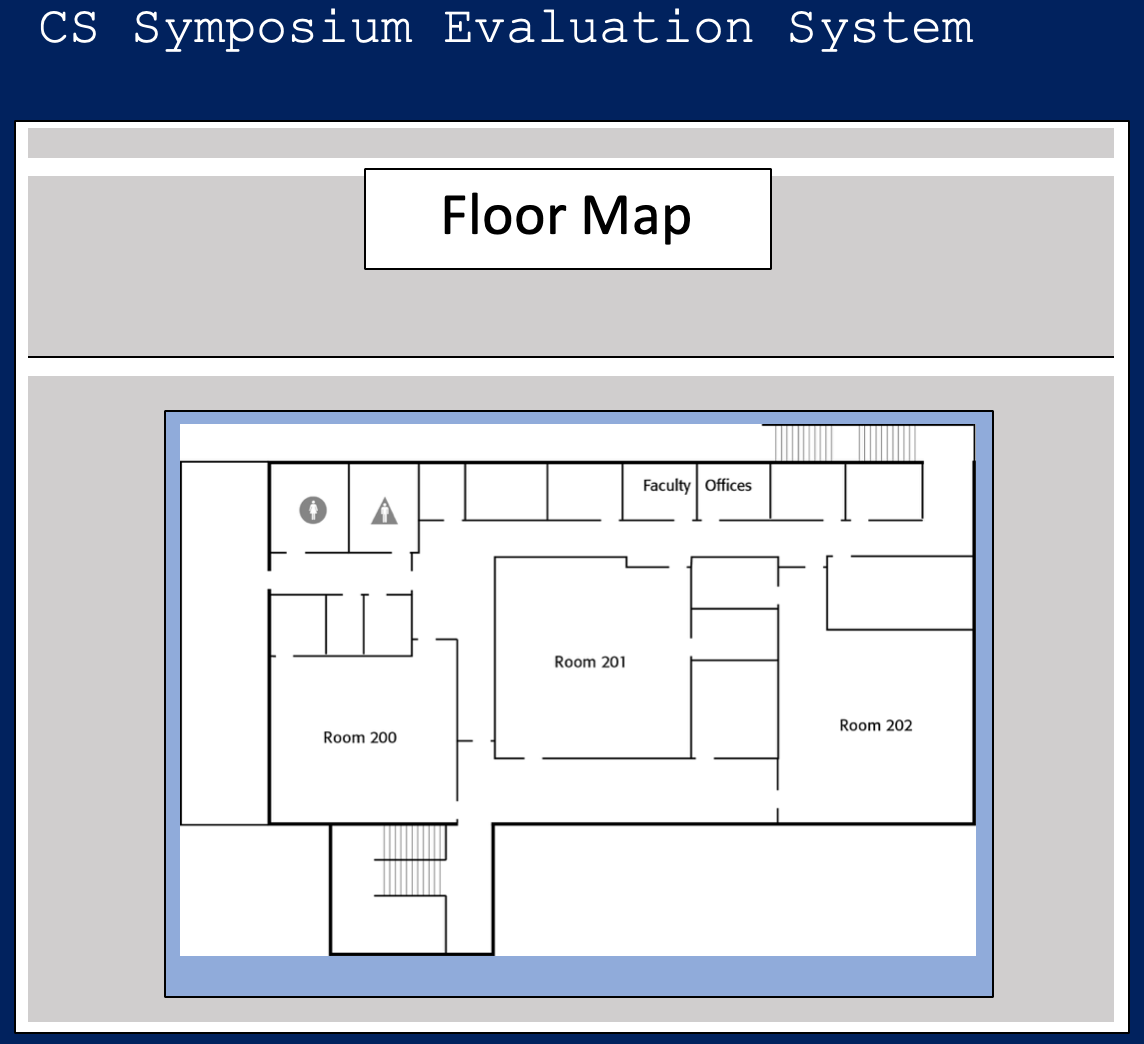 CS Symposium Evaluation System
Floor Map
Faculty Offices
Room 201
Room 202
Room 200